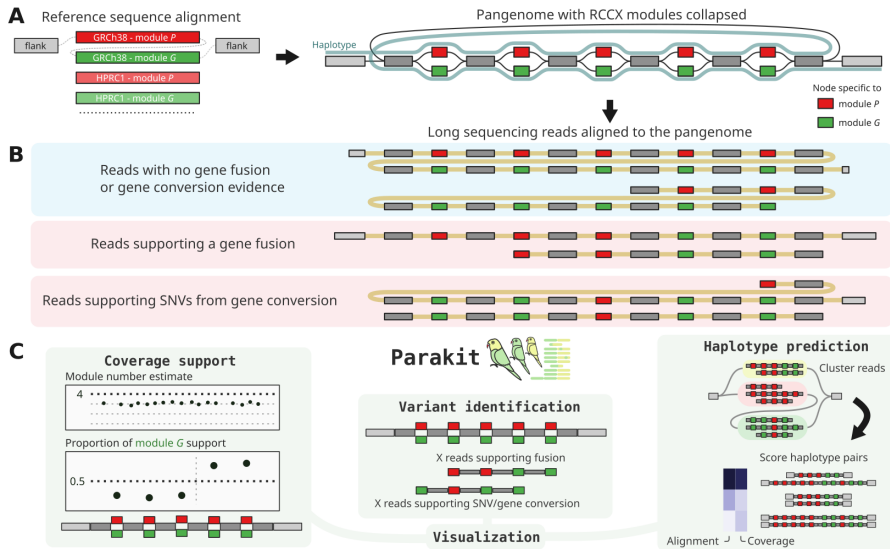 A
Reference sequence alignment
flank
GRCh38 - module P
flank
GRCh38 - module G
HPRC1 - module P
HPRC1 - module G
Pangenome with RCCX modules collapsed
Haplotype
Node specific to
module P
module G
Long sequencing reads aligned to the pangenome
B
Reads with no gene fusion
or gene conversion evidence
Reads supporting a gene fusion
Reads supporting SNVs from gene conversion
C
Coverage support
Module number estimate
4
Proportion of module G support
0.5
Parakit
Variant identification
X reads supporting fusion
X reads supporting SNV/gene conversion
Visualization
Haplotype prediction
Cluster reads
Score haplotype pairs
Alignment
Coverage